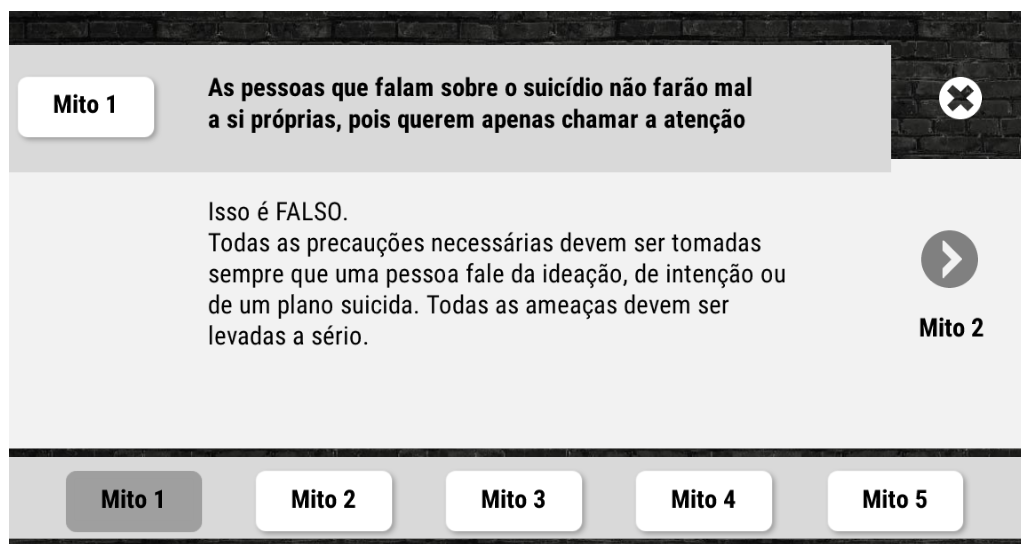 Mito 1
As pessoas que falam sobre o suicídio não farão mal
a si próprias, pois querem apenas chamar a atenção
Isso é FALSO.
Todas as precauções necessárias devem ser tomadas
sempre que uma pessoa fale da ideação, de intenção ou
de um plano suicida. Todas as ameaças devem ser
levadas a sério.
Mito 2
Mito 1
Mito 2
Mito 3
Mito 4
Mito 5